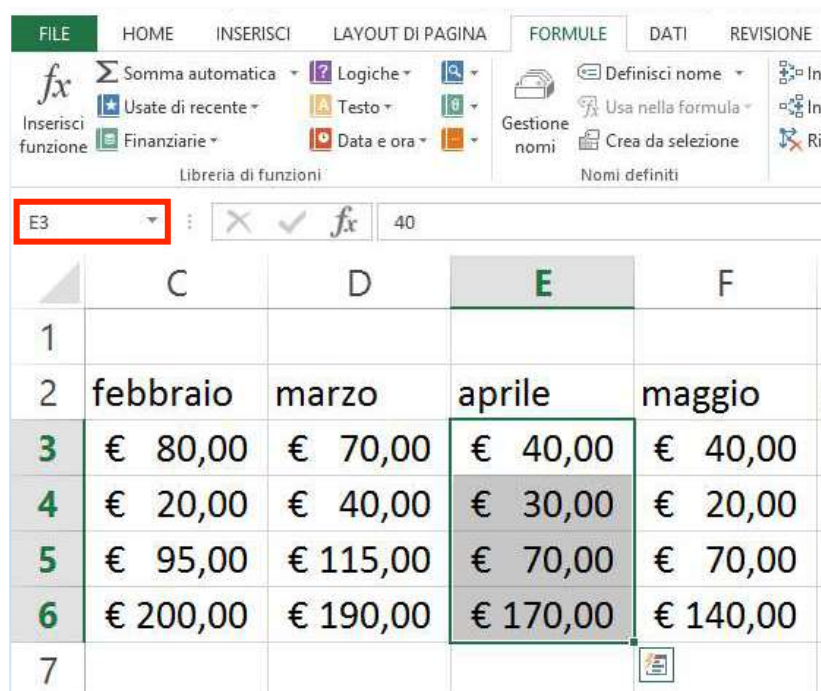 FILE HOME INSERISCI LAYOUT DI PAGINA FORMULE DATI REVISIONE
fx Inserisci funzione
Somma automatica
Usate di recente
Finanziarie
Logiche
Testo
Data e ora
Libreria di funzioni
Gestione nomi
Definisci nome
Usa nella formula
Crea da selezione
Nomi definiti
In
In
Ri
E3 fx 40
C D E F
1
2 febbraio marzo aprile maggio
3 € 80,00 € 70,00 € 40,00 € 40,00
4 € 20,00 € 40,00 € 30,00 € 20,00
5 € 95,00 € 115,00 € 70,00 € 70,00
6 € 200,00 € 190,00 € 170,00 € 140,00
7